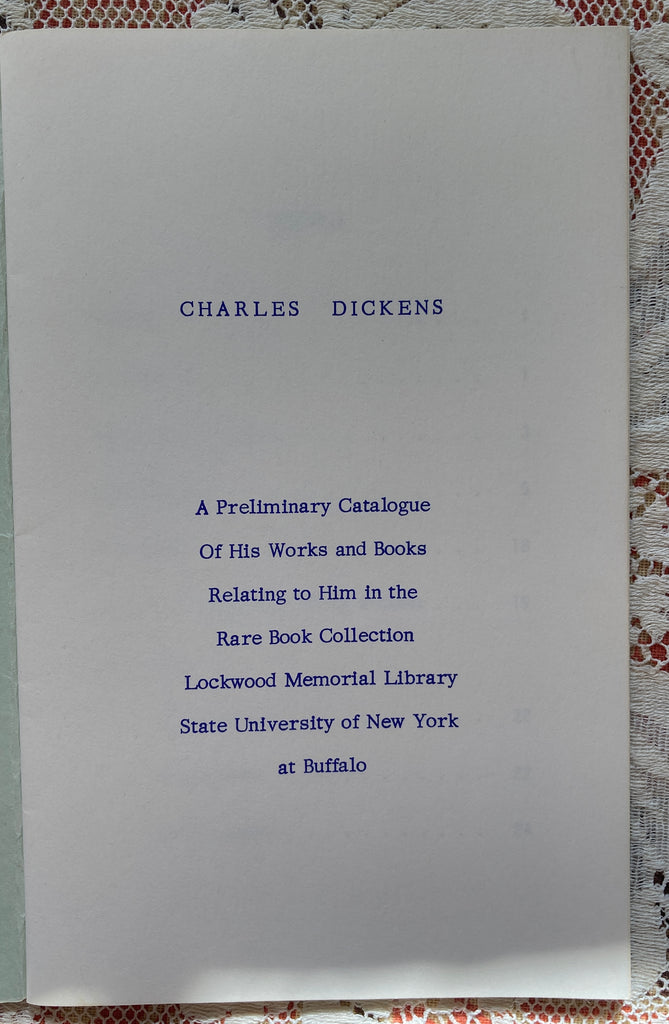 CHARLES DICKENS
A Preliminary Catalogue
Of His Works and Books
Relating to Him in the
Rare Book Collection
Lockwood Memorial Library
State University of New York
at Buffalo